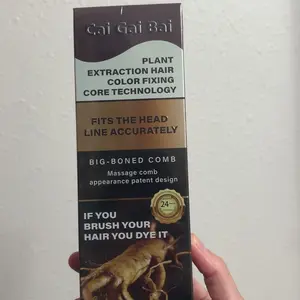 Cai Gai Bai
PLANT
EXTRACTION HAIR
COLOR FIXING
CORE TECHNOLOGY
FITS THE HEAD
LINE ACCURATELY
BIG-BONED COMB
Massage comb
appearance patent design
24
IF YOU
BRUSH YOUR
HAIR YOU DYE IT